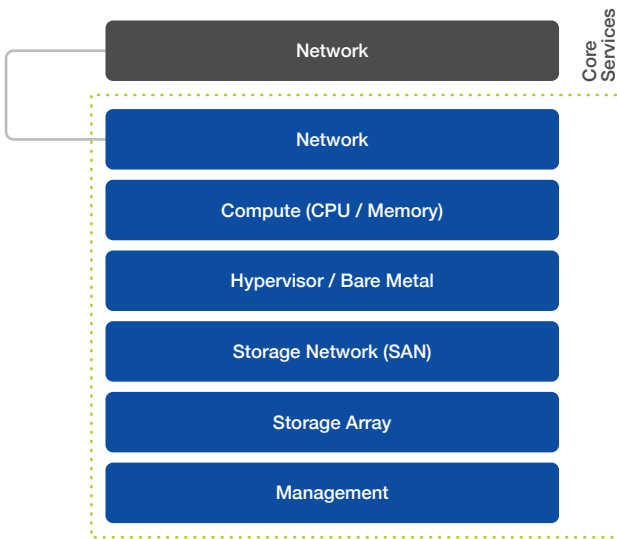 Network
Core
Services
Network
Compute (CPU / Memory)
Hypervisor / Bare Metal
Storage Network (SAN)
Storage Array
Management